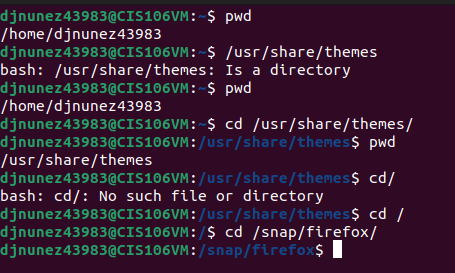 djnunez43983@CIS106VM:~$ pwd
/home/djnunez43983
djnunez43983@CIS106VM:~$ /usr/share/themes
bash: /usr/share/themes: Is a directory
djnunez43983@CIS106VM:~$ pwd
/home/djnunez43983
djnunez43983@CIS106VM:~$ cd /usr/share/themes/
djnunez43983@CIS106VM:/usr/share/themes$ pwd
/usr/share/themes
djnunez43983@CIS106VM:/usr/share/themes$ cd/
bash: cd/: No such file or directory
djnunez43983@CIS106VM:/usr/share/themes$ cd /
djnunez43983@CIS106VM:/$ cd /snap/firefox/
djnunez43983@CIS106VM:/snap/firefox$